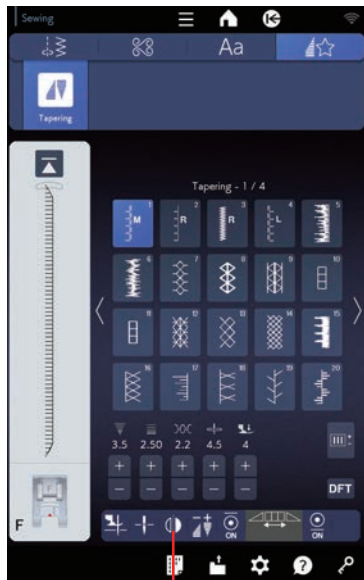 Sewing
Aa
Tapering
Tapering - 1 / 4
1 M 2 R 3 R 4 L 5
6 7 8 9 10
11 12 13 14 15
16 17 18 19 20
3.5 2.50 2.2 4.5 4
+ + + + +
− − − − −
DFT
F
ON ON
?